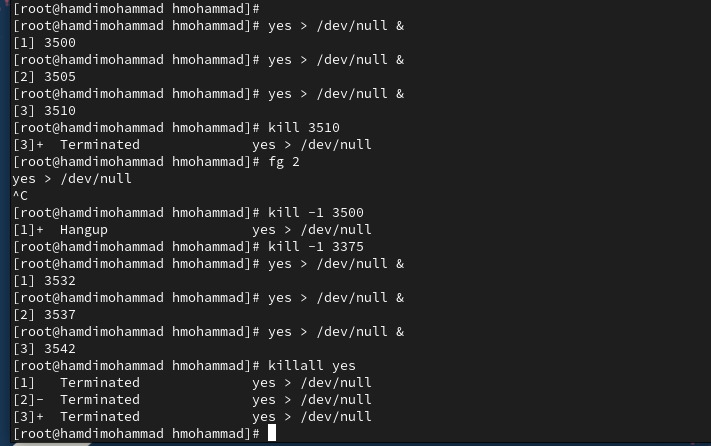 [root@hamdimohammad hmohammad]#
[root@hamdimohammad hmohammad]# yes > /dev/null &
[1] 3500
[root@hamdimohammad hmohammad]# yes > /dev/null &
[2] 3505
[root@hamdimohammad hmohammad]# yes > /dev/null &
[3] 3510
[root@hamdimohammad hmohammad]# kill 3510
[3]+  Terminated              yes > /dev/null
[root@hamdimohammad hmohammad]# fg 2
yes > /dev/null
^C
[root@hamdimohammad hmohammad]# kill -1 3500
[1]+  Hangup                  yes > /dev/null
[root@hamdimohammad hmohammad]# kill -1 3375
[root@hamdimohammad hmohammad]# yes > /dev/null &
[1] 3532
[root@hamdimohammad hmohammad]# yes > /dev/null &
[2] 3537
[root@hamdimohammad hmohammad]# yes > /dev/null &
[3] 3542
[root@hamdimohammad hmohammad]# killall yes
[1]   Terminated              yes > /dev/null
[2]-  Terminated              yes > /dev/null
[3]+  Terminated              yes > /dev/null
[root@hamdimohammad hmohammad]#